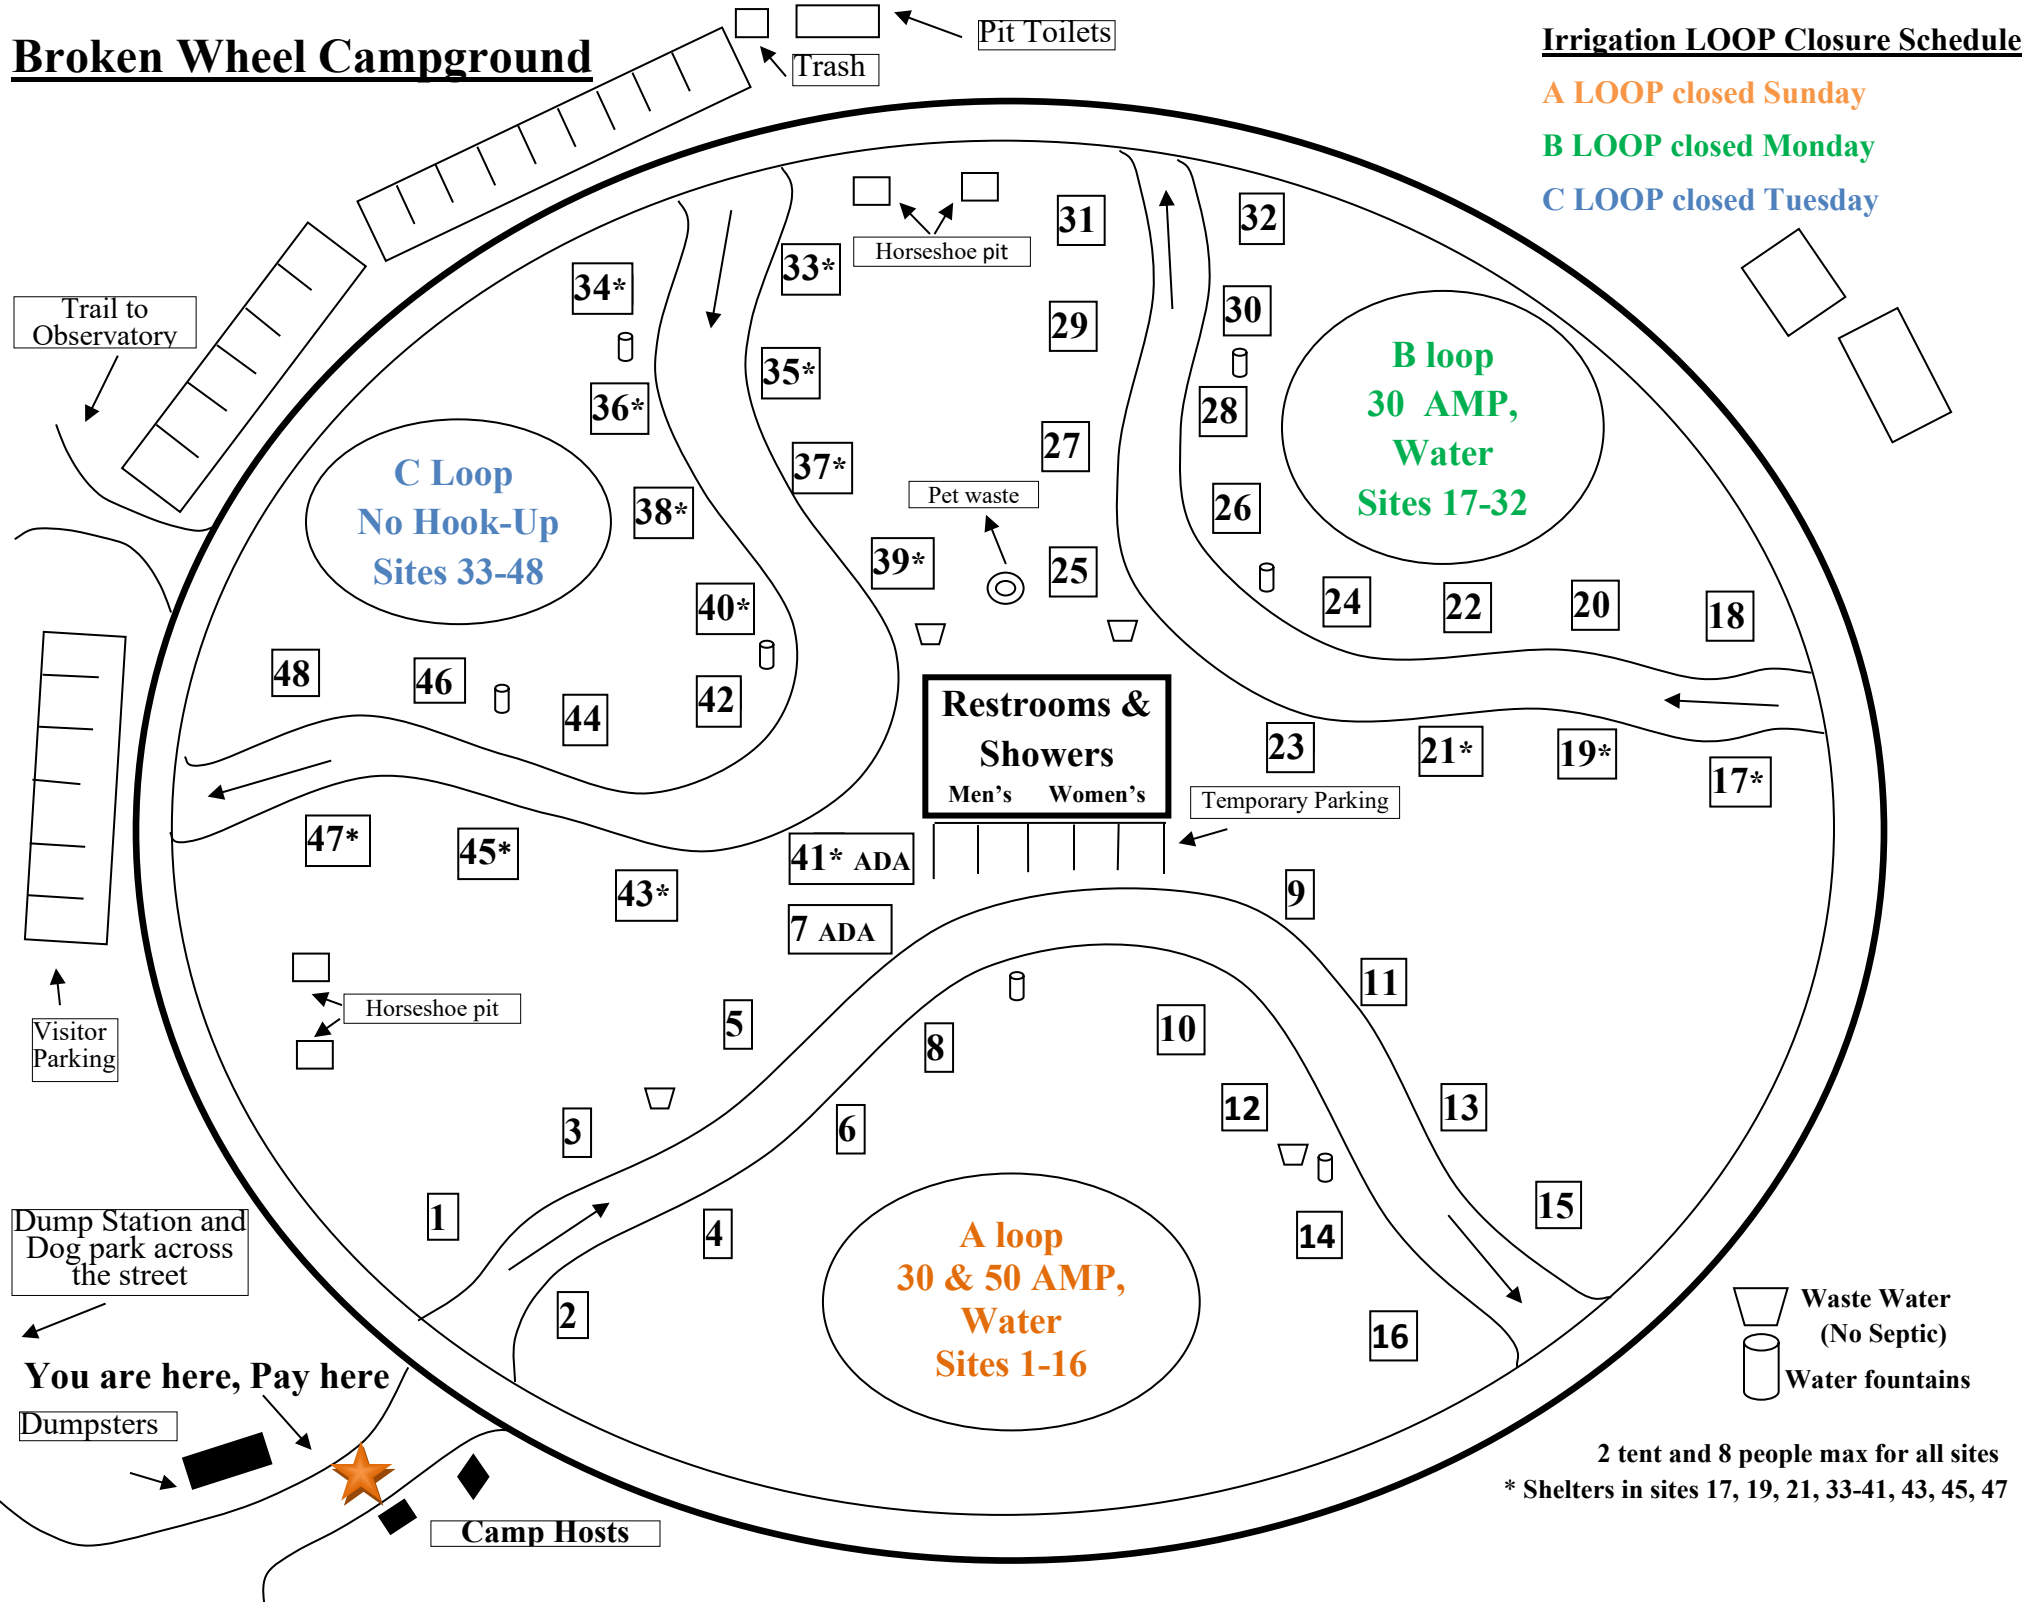 Broken Wheel Campground
Pit Toilets
Trash
Irrigation LOOP Closure Schedule
A LOOP closed Sunday
B LOOP closed Monday
C LOOP closed Tuesday
Trail to
Observatory
Horseshoe pit
31
32
33*
34*
29
30
35*
36*
28
27
37*
38*
26
B loop
30 AMP,
Water
Sites 17-32
C Loop
No Hook-Up
Sites 33-48
Pet waste
39*
25
40*
24
22
20
18
48
46
44
42
Restrooms &
Showers
Men's Women's
23
21*
19*
17*
Temporary Parking
47*
45*
43*
41* ADA
7 ADA
9
11
Horseshoe pit
Visitor
Parking
5
8
10
3
6
12
13
1
4
14
15
2
16
A loop
30 & 50 AMP,
Water
Sites 1-16
Dump Station and
Dog park across
the street
You are here, Pay here
Dumpsters
Camp Hosts
Waste Water
(No Septic)
Water fountains
2 tent and 8 people max for all sites
* Shelters in sites 17, 19, 21, 33-41, 43, 45, 47